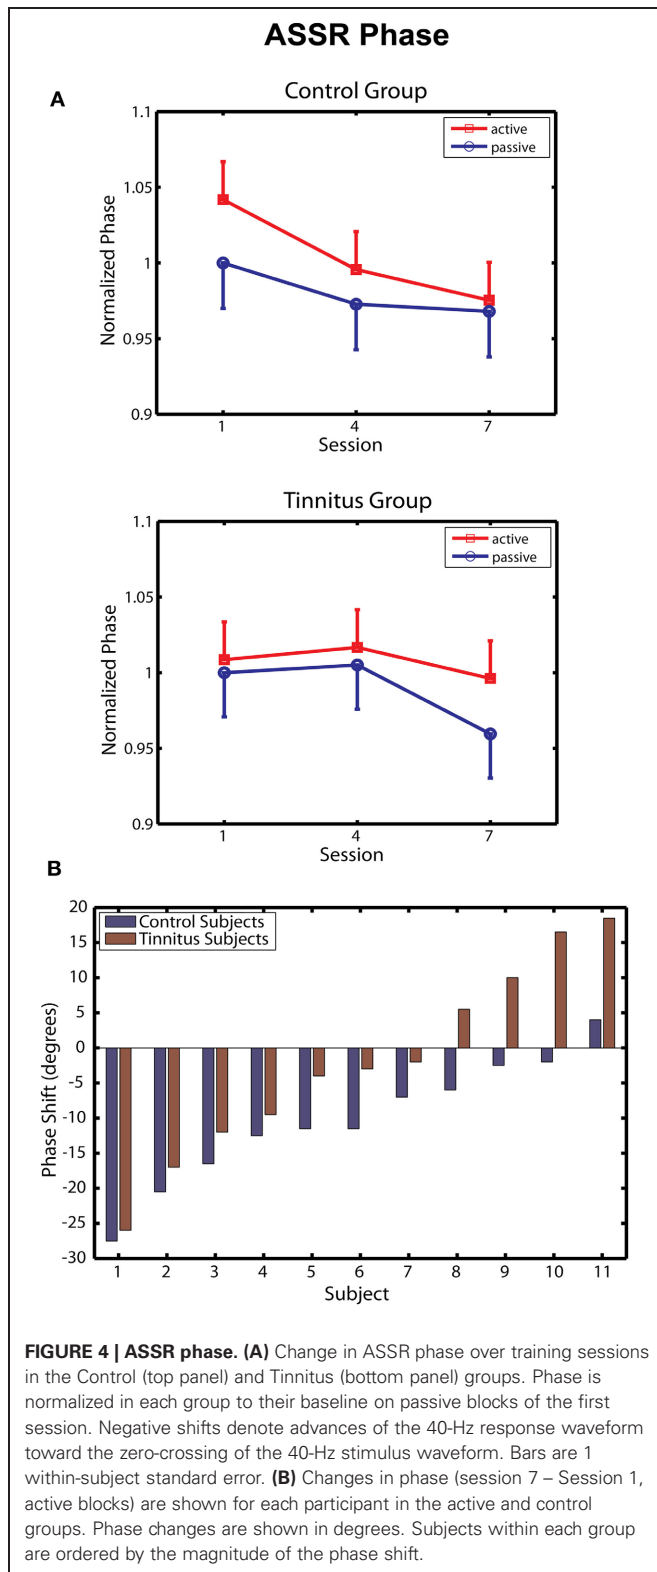 ASSR Phase
A
Control Group
1.1
1.05
1
0.95
0.9
Normalized Phase
active
passive
1 4 7
Session
Tinnitus Group
1.1
1.05
1
0.95
0.9
Normalized Phase
active
passive
1 4 7
Session
B
20
15
10
5
0
-5
-10
-15
-20
-25
-30
Phase Shift (degrees)
Control Subjects
Tinnitus Subjects
1 2 3 4 5 6 7 8 9 10 11
Subject
FIGURE 4 | ASSR phase. (A) Change in ASSR phase over training sessions
in the Control (top panel) and Tinnitus (bottom panel) groups. Phase is
normalized in each group to their baseline on passive blocks of the first
session. Negative shifts denote advances of the 40-Hz response waveform
toward the zero-crossing of the 40-Hz stimulus waveform. Bars are 1
within-subject standard error. (B) Changes in phase (session 7 – Session 1,
active blocks) are shown for each participant in the active and control
groups. Phase changes are shown in degrees. Subjects within each group
are ordered by the magnitude of the phase shift.